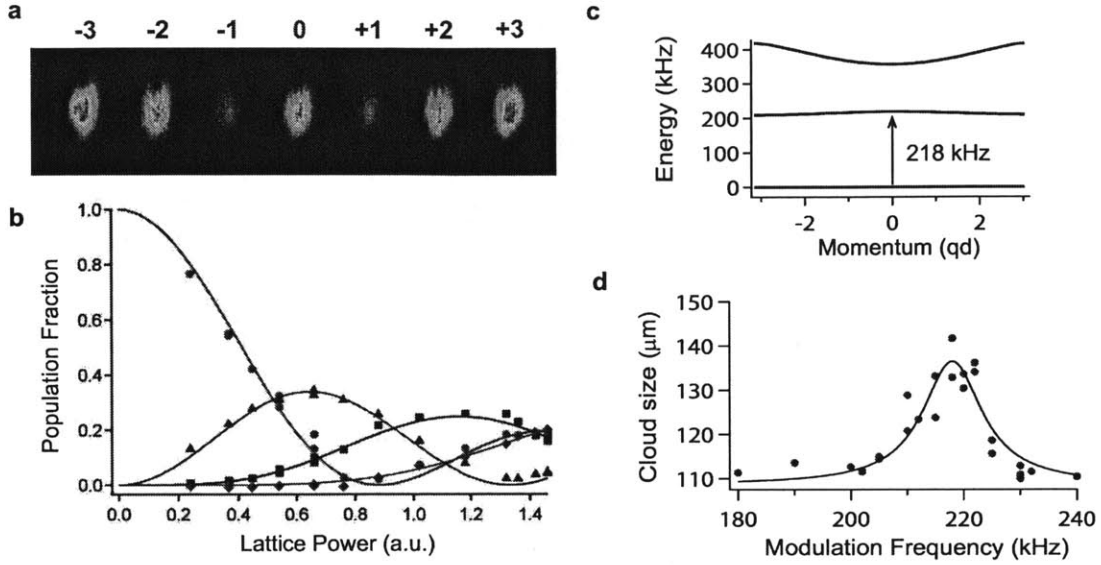 a
-3 -2 -1 0 +1 +2 +3
b
Population Fraction
1.0
0.8
0.6
0.4
0.2
0.0
0.0 0.2 0.4 0.6 0.8 1.0 1.2 1.4
Lattice Power (a.u.)
c
Energy (kHz)
400
300
200
100
0
218 kHz
-2 0 2
Momentum (qd)
d
Cloud size (μm)
150
140
130
120
110
180 200 220 240
Modulation Frequency (kHz)